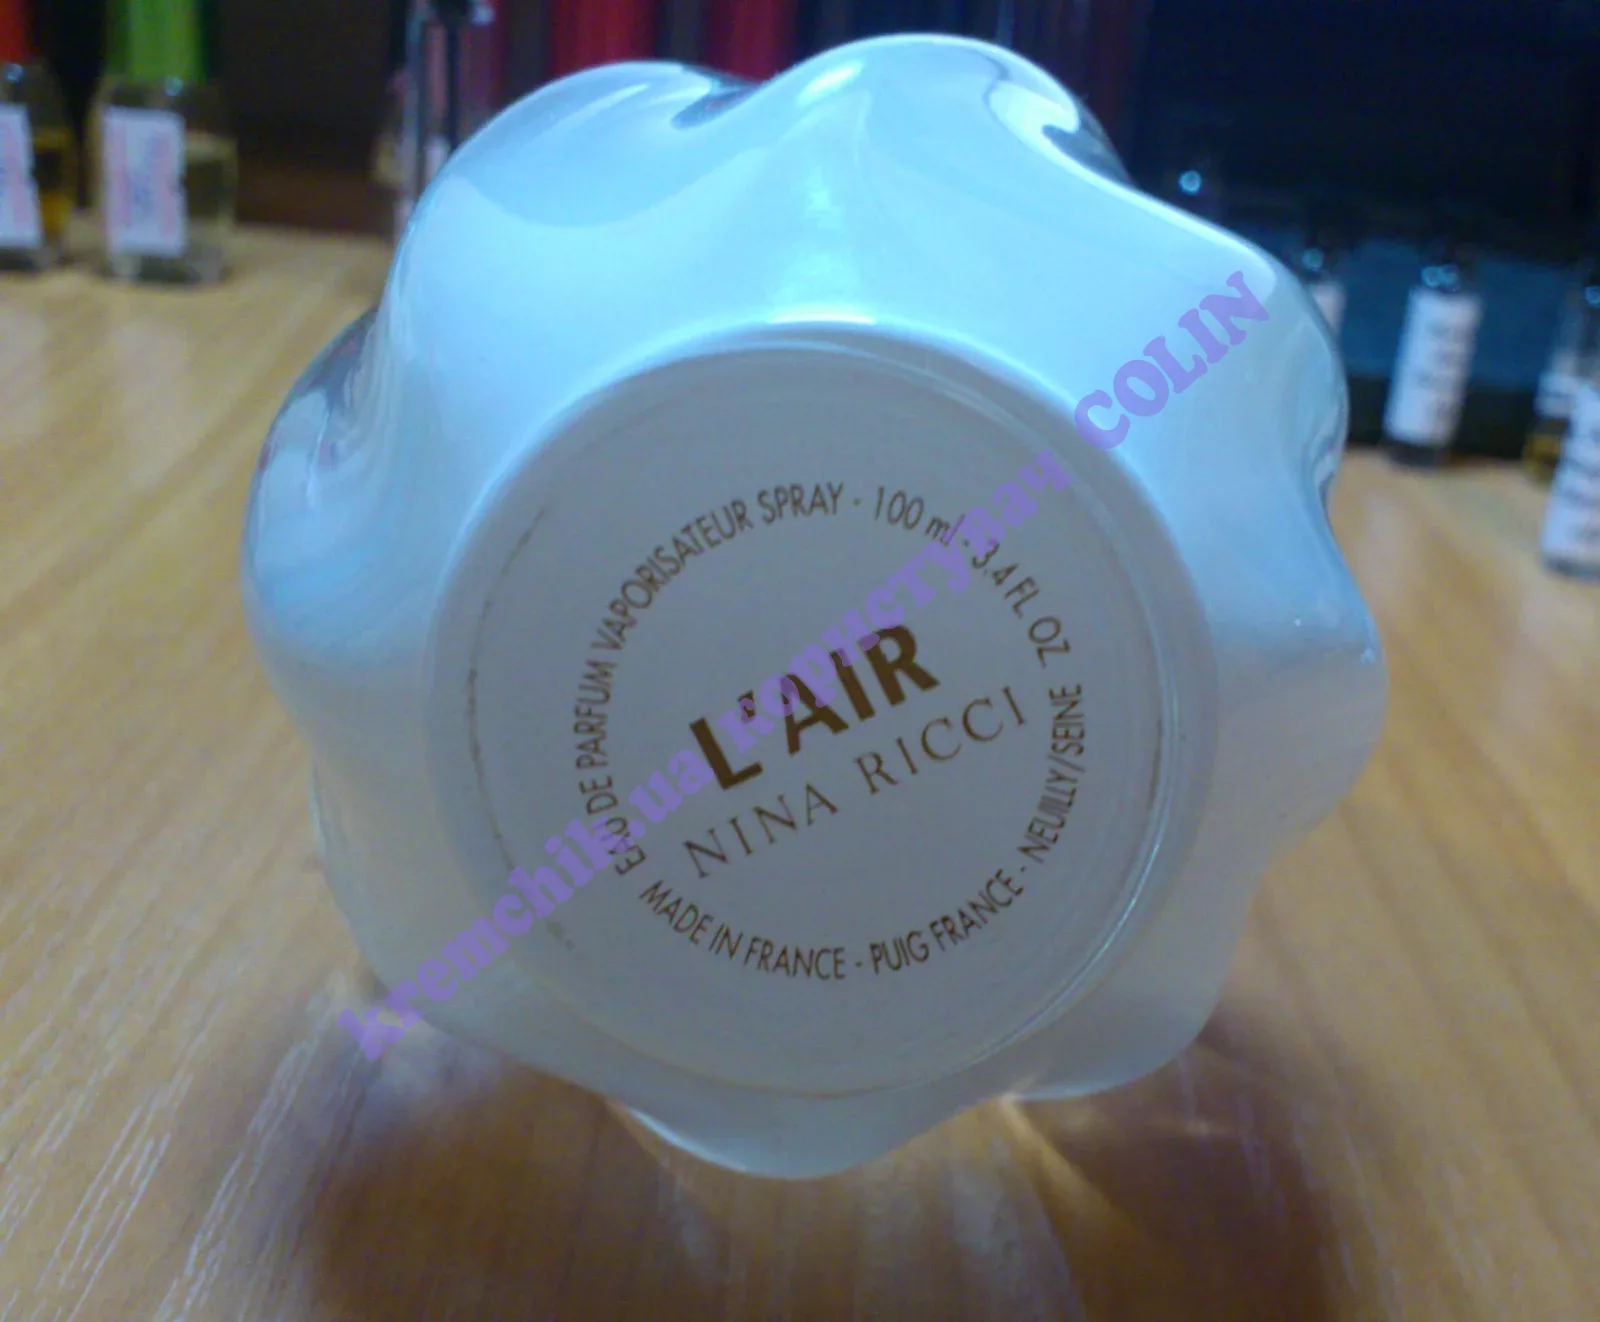 EAU DE PARFUM VAPORISATEUR SPRAY - 100 ml - 3.4 FL OZ.
L'AIR
NINA RICCI
MADE IN FRANCE - PUIG FRANCE - NEUILLY/SEINE
kremchik.ua користувач COLIN